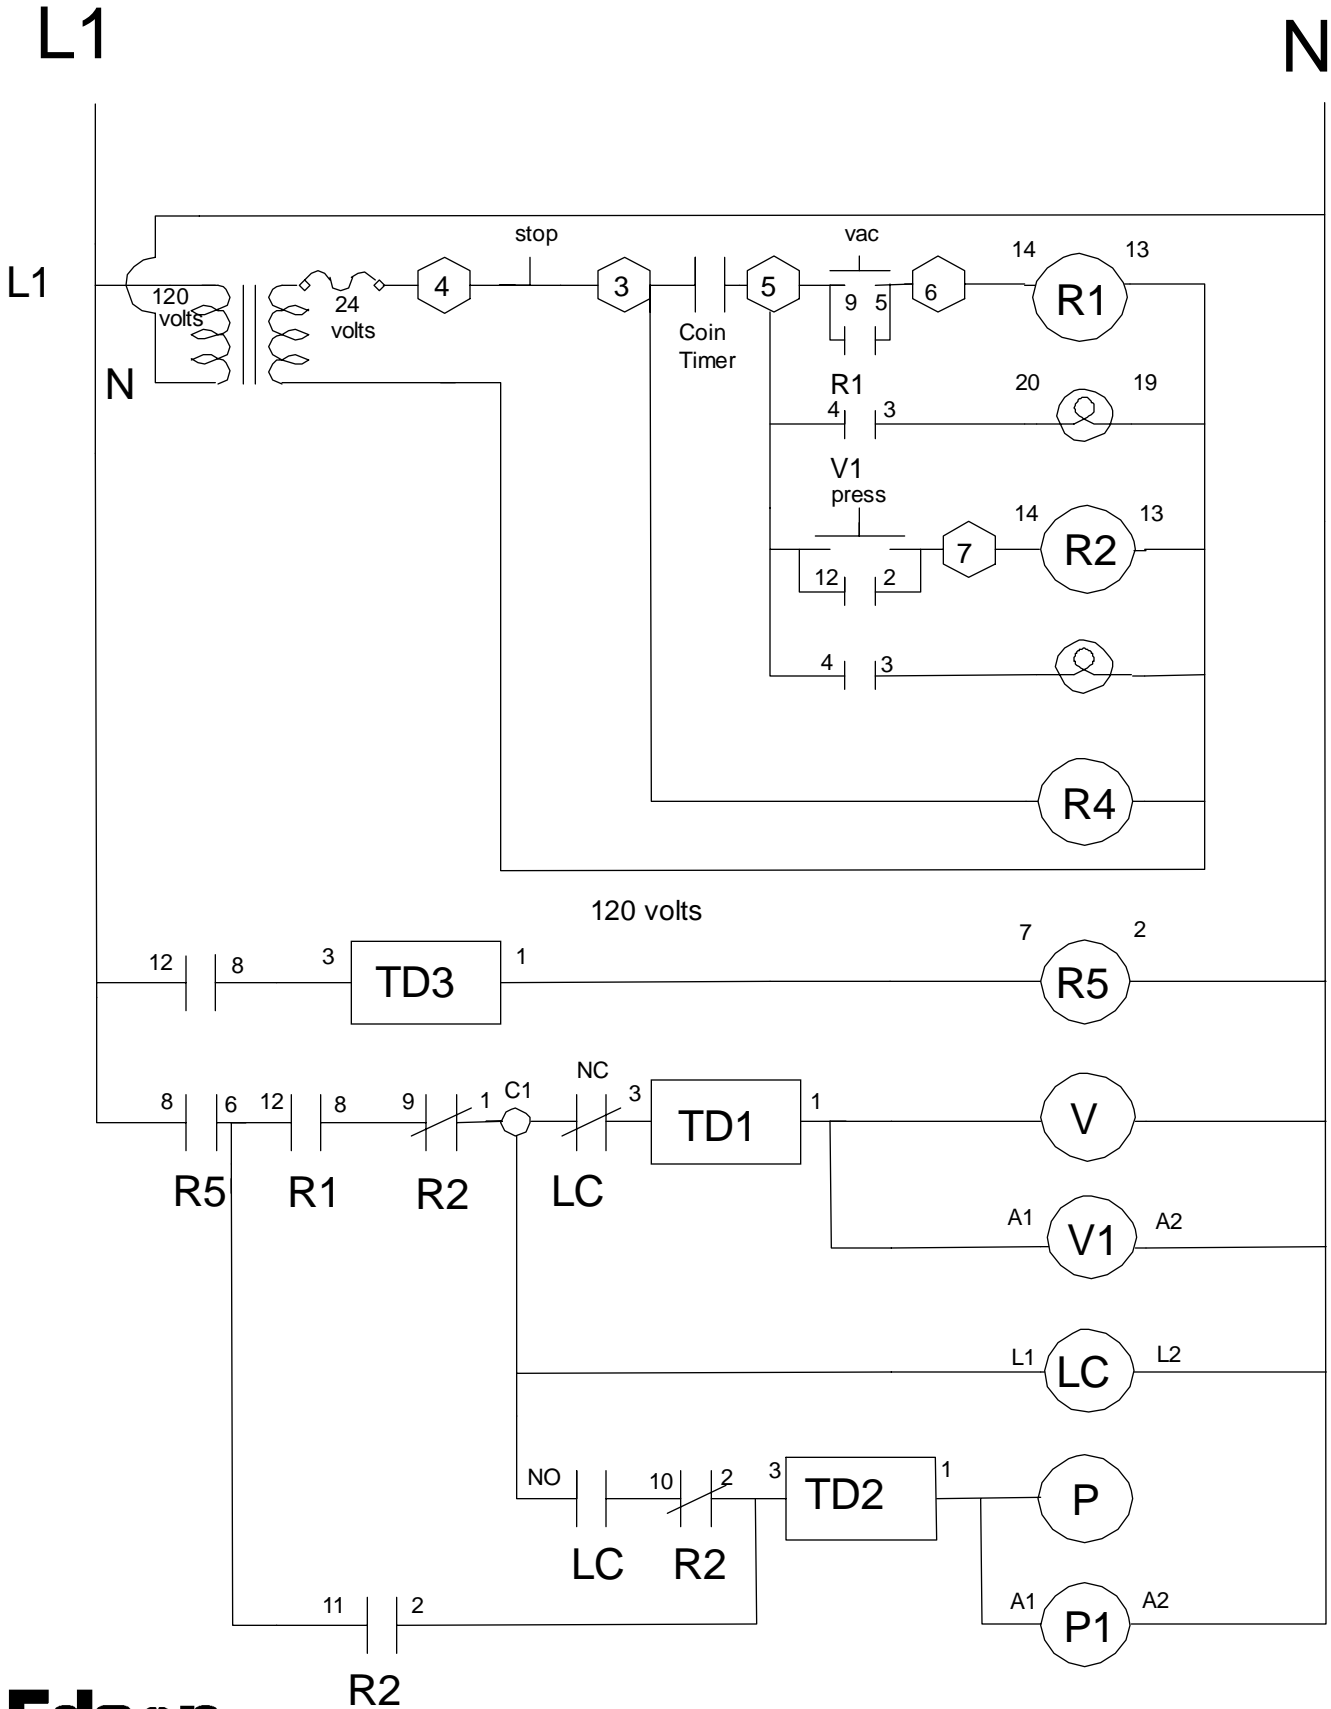 L1 N
stop vac 14 13
L1 4 3 5 6 R1
120 volts 24 volts 9 5
Coin Timer
N R1 20 19
4 3
V1
press 14 13
7 R2
12 2
4 3
R4
120 volts
7 2
12 8 3 TD3 1 R5
NC
C1
8 6 12 8 9 1 3 TD1 1 V
R5 R1 R2 LC
A1 V1 A2
L1 LC L2
NO 10 2 3 TD2 1 P
LC R2
11 2 A1 P1 A2
R2